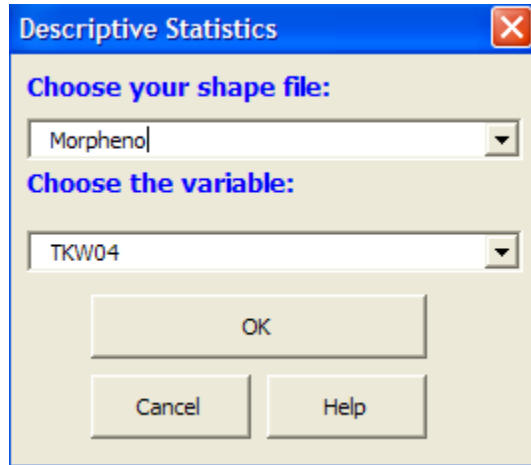 Descriptive Statistics
Choose your shape file:
Morpheno
Choose the variable:
TKW04
OK
Cancel
Help